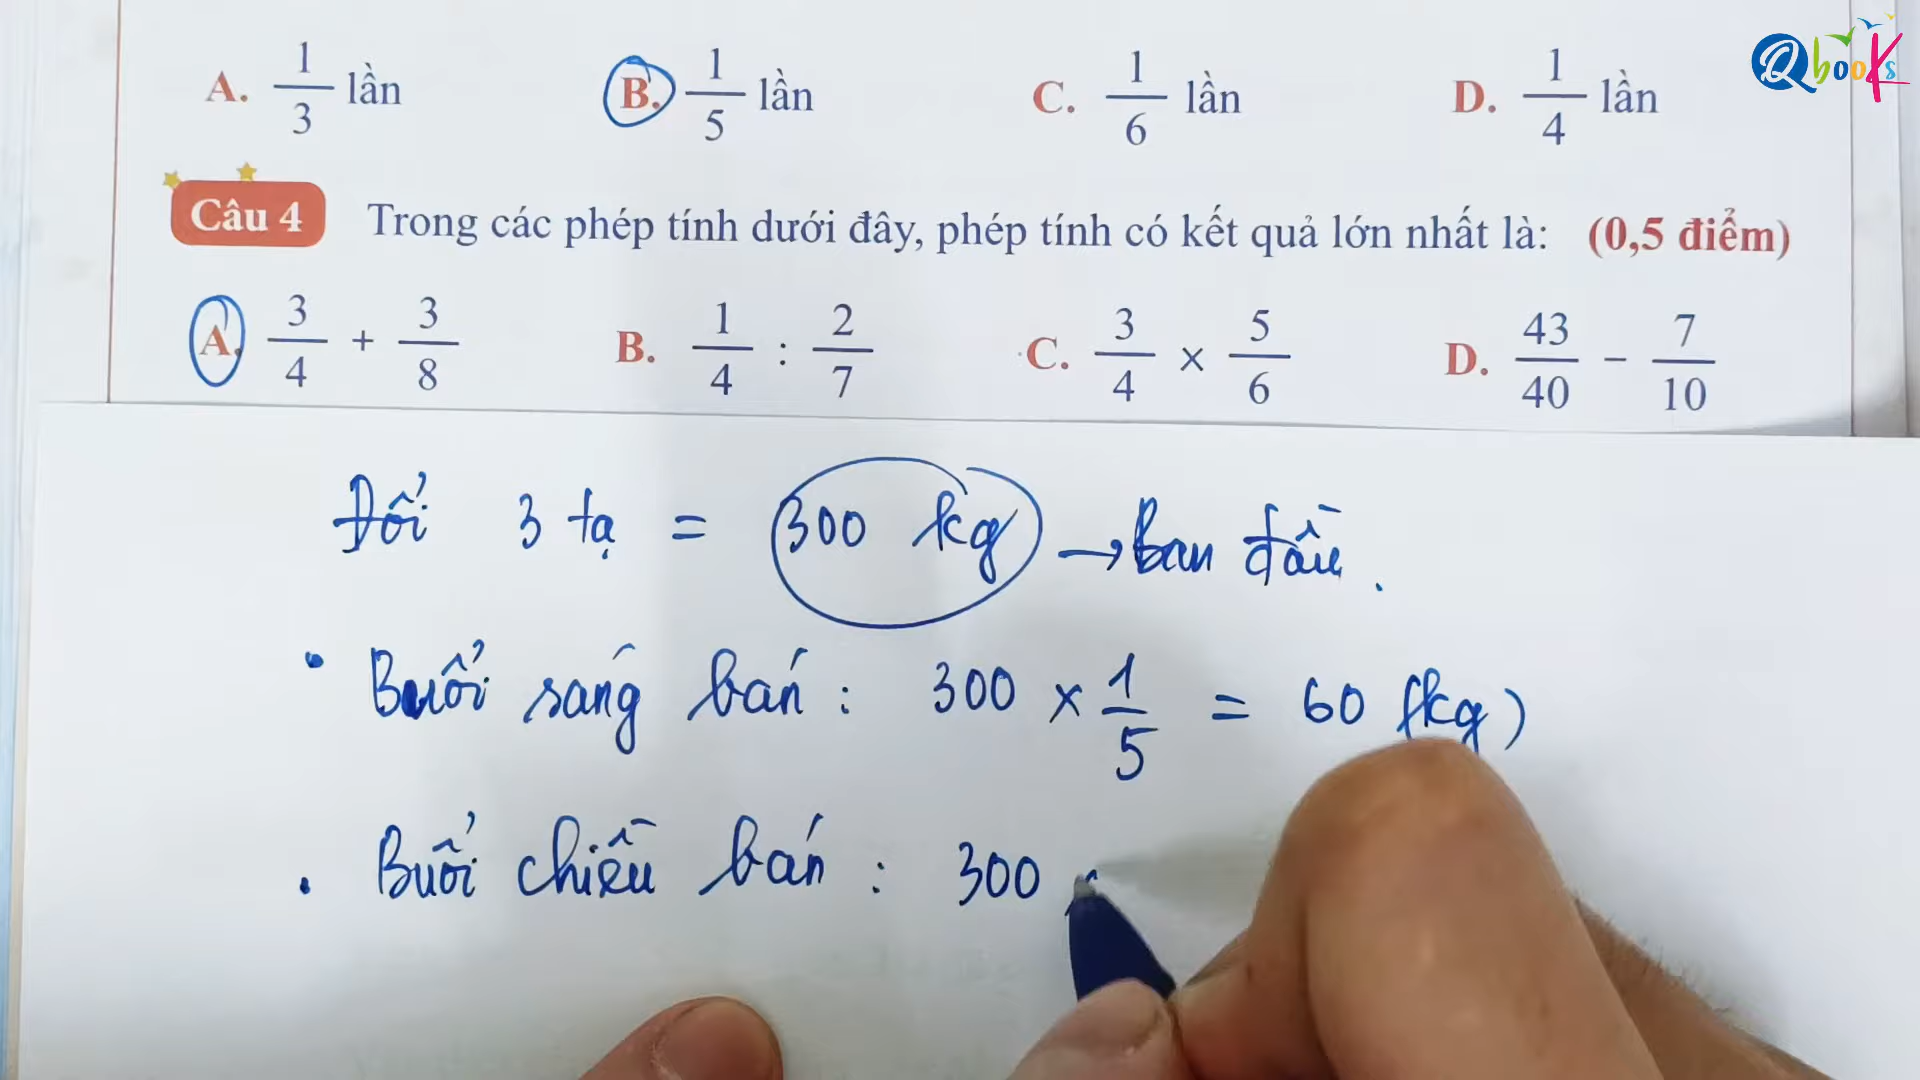 Qbooks
A. 1/3 lần B. 1/5 lần C. 1/6 lần D. 1/4 lần
Câu 4 Trong các phép tính dưới đây, phép tính có kết quả lớn nhất là: (0,5 điểm)
A. 3/4 + 3/8 B. 1/4 : 2/7 C. 3/4 × 5/6 D. 43/40 − 7/10
Đổi 3 tạ = 300 kg → Ban đầu.
Buổi sáng bán : 300 × 1/5 = 60 (kg)
Buổi chiều bán : 300